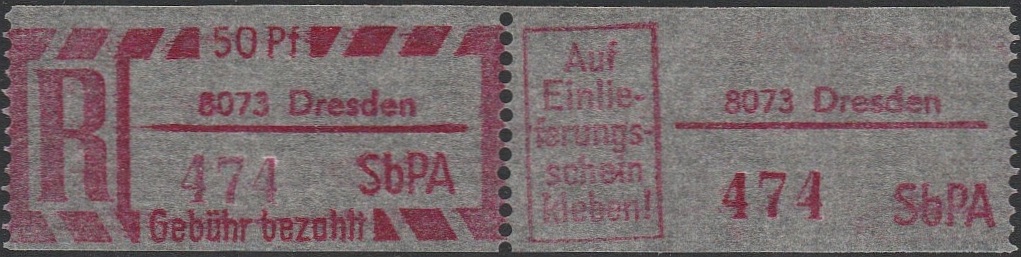 50 Pf
R
8073 Dresden
474 SbPA
Gebühr bezahlt
Auf
Einlie-
ferungs-
schein
kleben!
8073 Dresden
474 SbPA